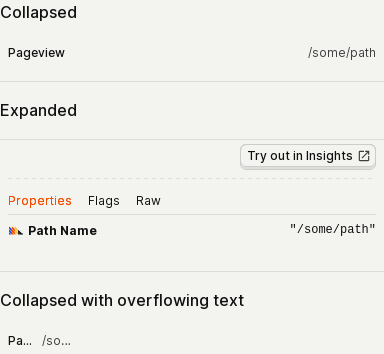 Collapsed
Pageview /some/path
Expanded
Try out in Insights
Properties Flags Raw
Path Name "/some/path"
Collapsed with overflowing text
Pa... /so...